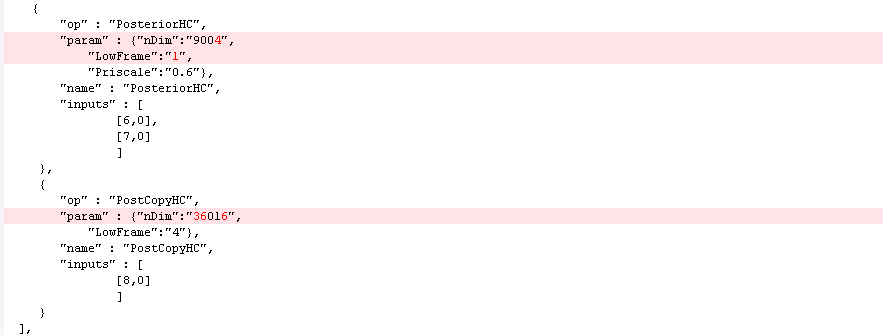 {
"op" : "PosteriorHC",
"param" : {"nDim":"9004",
"LowFrame":"1",
"Priscale":"0.6"},
"name" : "PosteriorHC",
"inputs" : [
[6,0],
[7,0]
]
},
{
"op" : "PostCopyHC",
"param" : {"nDim":"36016",
"LowFrame":"4"},
"name" : "PostCopyHC",
"inputs" : [
[8,0]
]
}
],